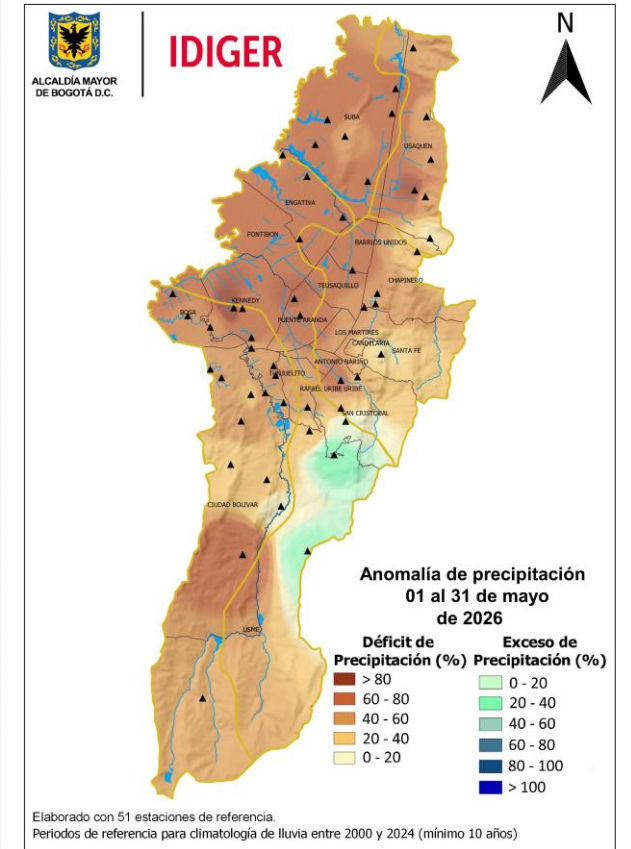 ALCALDÍA MAYOR
DE BOGOTÁ D.C.
IDIGER
N
SUBA
USAQUEN
ENGATIVA
FONTIBON
BARRIOS UNIDOS
TEUSAQUILLO
CHAPINERO
KENNEDY
BOSA
PUENTE ARANDA
LOS MARTIRES
CANDELARIA
SANTA FE
ANTONIO NARIÑO
TUNJUELITO
RAFAEL URIBE URIBE
SAN CRISTOBAL
CIUDAD BOLIVAR
USME
Anomalía de precipitación
01 al 31 de mayo
de 2026
Déficit de
Precipitación (%)
> 80
60 - 80
40 - 60
20 - 40
0 - 20
Exceso de
Precipitación (%)
0 - 20
20 - 40
40 - 60
60 - 80
80 - 100
> 100
Elaborado con 51 estaciones de referencia.
Periodos de referencia para climatología de lluvia entre 2000 y 2024 (mínimo 10 años)